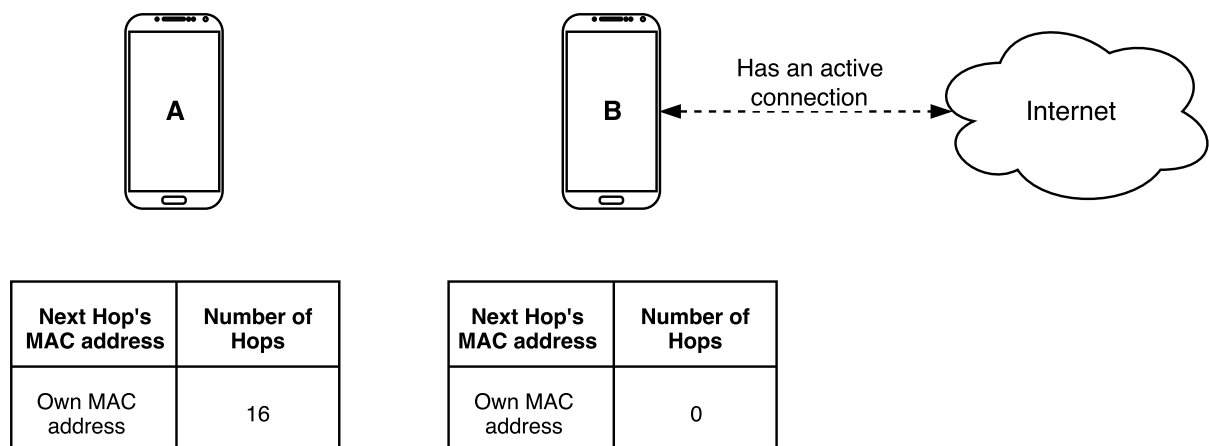 A
B
Has an active
connection
Internet
Next Hop's
MAC address
Number of
Hops
Own MAC
address
16
Next Hop's
MAC address
Number of
Hops
Own MAC
address
0